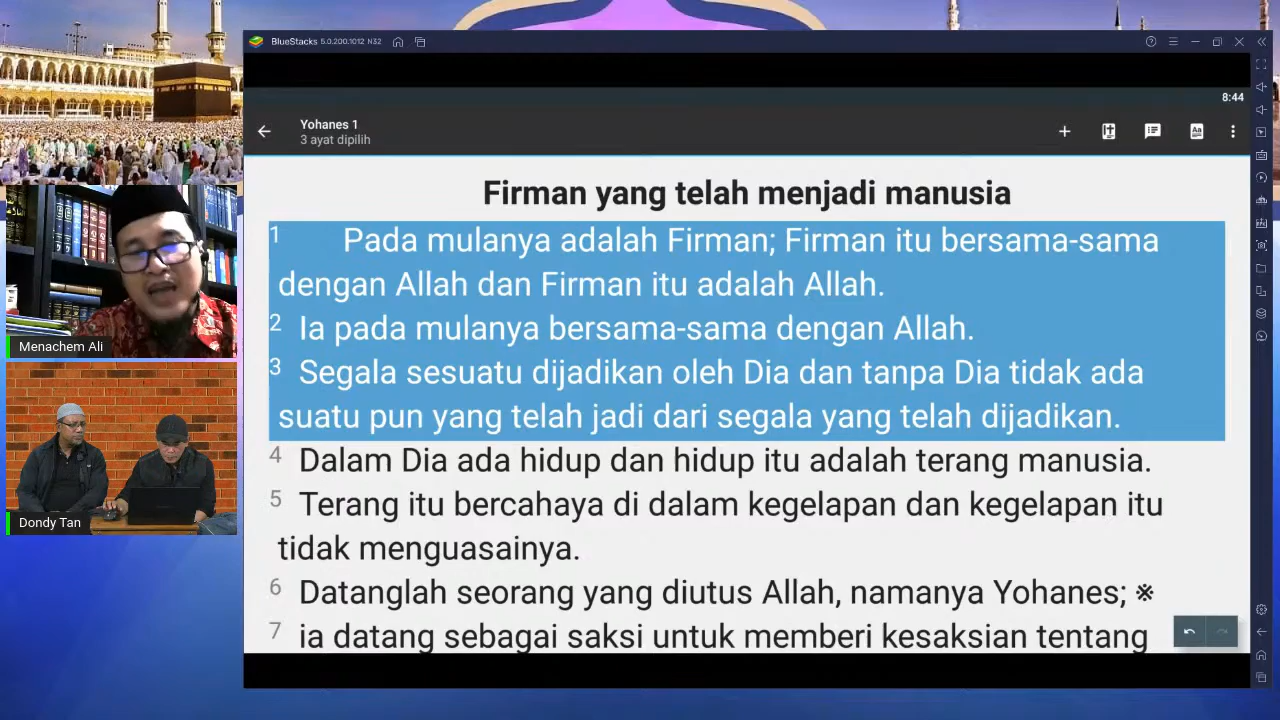 BlueStacks 5.0.200.1012 N32
8:44
Yohanes 1
3 ayat dipilih
Firman yang telah menjadi manusia
1 Pada mulanya adalah Firman; Firman itu bersama-sama
dengan Allah dan Firman itu adalah Allah.
2 Ia pada mulanya bersama-sama dengan Allah.
3 Segala sesuatu dijadikan oleh Dia dan tanpa Dia tidak ada
suatu pun yang telah jadi dari segala yang telah dijadikan.
4 Dalam Dia ada hidup dan hidup itu adalah terang manusia.
5 Terang itu bercahaya di dalam kegelapan dan kegelapan itu
tidak menguasainya.
6 Datanglah seorang yang diutus Allah, namanya Yohanes; ※
7 ia datang sebagai saksi untuk memberi kesaksian tentang
Menachem Ali
Dondy Tan